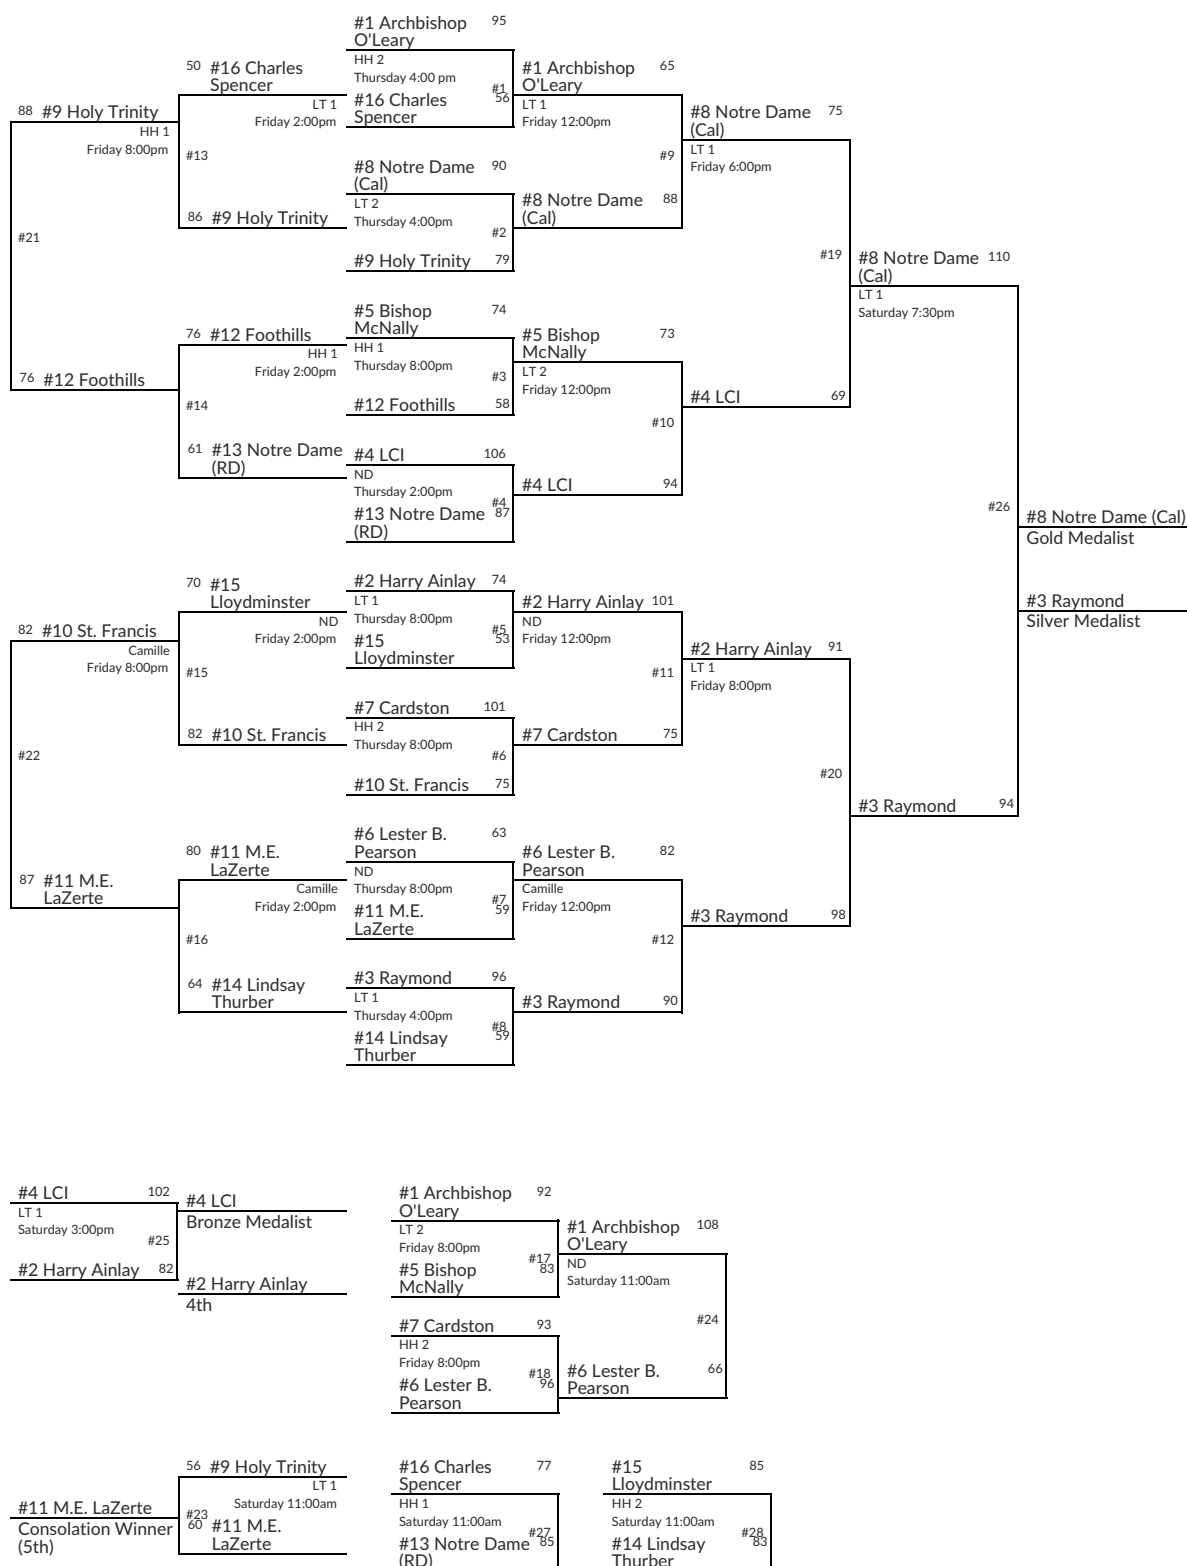 #1 Archbishop 95
O'Leary
HH 2
Thursday 4:00 pm
#1
#16 Charles 56
Spencer
#8 Notre Dame 90
(Cal)
LT 2
Thursday 4:00pm
#2
#9 Holy Trinity 79
#5 Bishop 74
McNally
HH 1
Thursday 8:00pm
#3
#12 Foothills 58
#4 LCI 106
ND
Thursday 2:00pm
#4
#13 Notre Dame 87
(RD)
#2 Harry Ainlay 74
LT 1
Thursday 8:00pm
#5
#15 53
Lloydminster
#7 Cardston 101
HH 2
Thursday 8:00pm
#6
#10 St. Francis 75
#6 Lester B. 63
Pearson
ND
Thursday 8:00pm
#7
#11 M.E. 59
LaZerte
#3 Raymond 96
LT 1
Thursday 4:00pm
#8
#14 Lindsay 59
Thurber
50 #16 Charles
Spencer
LT 1
Friday 2:00pm
#13
86 #9 Holy Trinity
76 #12 Foothills
HH 1
Friday 2:00pm
#14
61 #13 Notre Dame
(RD)
70 #15
Lloydminster
ND
Friday 2:00pm
#15
82 #10 St. Francis
80 #11 M.E.
LaZerte
Camille
Friday 2:00pm
#16
64 #14 Lindsay
Thurber
88 #9 Holy Trinity
HH 1
Friday 8:00pm
#21
76 #12 Foothills
82 #10 St. Francis
Camille
Friday 8:00pm
#22
87 #11 M.E.
LaZerte
#1 Archbishop 65
O'Leary
LT 1
Friday 12:00pm
#9
#8 Notre Dame 88
(Cal)
#5 Bishop 73
McNally
LT 2
Friday 12:00pm
#10
#4 LCI 94
#2 Harry Ainlay 101
ND
Friday 12:00pm
#11
#7 Cardston 75
#6 Lester B. 82
Pearson
Camille
Friday 12:00pm
#12
#3 Raymond 90
#8 Notre Dame 75
(Cal)
LT 1
Friday 6:00pm
#19
#4 LCI 69
#2 Harry Ainlay 91
LT 1
Friday 8:00pm
#20
#3 Raymond 98
#8 Notre Dame 110
(Cal)
LT 1
Saturday 7:30pm
#26
#3 Raymond 94
#8 Notre Dame (Cal)
Gold Medalist
#3 Raymond
Silver Medalist
#4 LCI 102
LT 1
Saturday 3:00pm
#25
#2 Harry Ainlay 82
#4 LCI
Bronze Medalist
#2 Harry Ainlay
4th
#1 Archbishop 92
O'Leary
LT 2
Friday 8:00pm
#17
#5 Bishop 83
McNally
#7 Cardston 93
HH 2
Friday 8:00pm
#18
#6 Lester B. 96
Pearson
#1 Archbishop 108
O'Leary
ND
Saturday 11:00am
#24
#6 Lester B. 66
Pearson
56 #9 Holy Trinity
LT 1
Saturday 11:00am
#23
60 #11 M.E.
LaZerte
#11 M.E. LaZerte
Consolation Winner
(5th)
#16 Charles 77
Spencer
HH 1
Saturday 11:00am
#27
#13 Notre Dame 85
(RD)
#15 85
Lloydminster
HH 2
Saturday 11:00am
#28
#14 Lindsay 83
Thurber